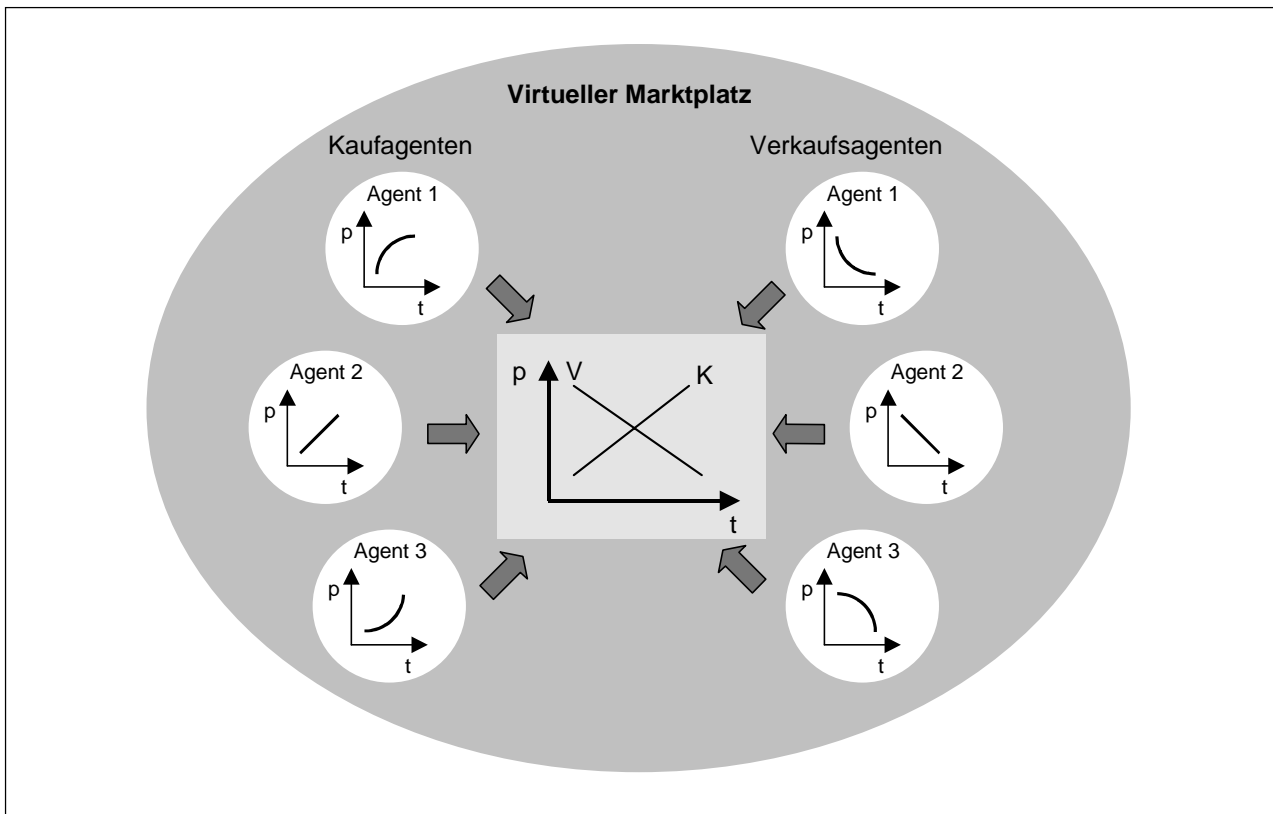 Virtueller Marktplatz
Kaufagenten
Verkaufsagenten
Agent 1
p
t
Agent 1
p
t
Agent 2
p
t
p
V
K
t
Agent 2
p
t
Agent 3
p
t
Agent 3
p
t